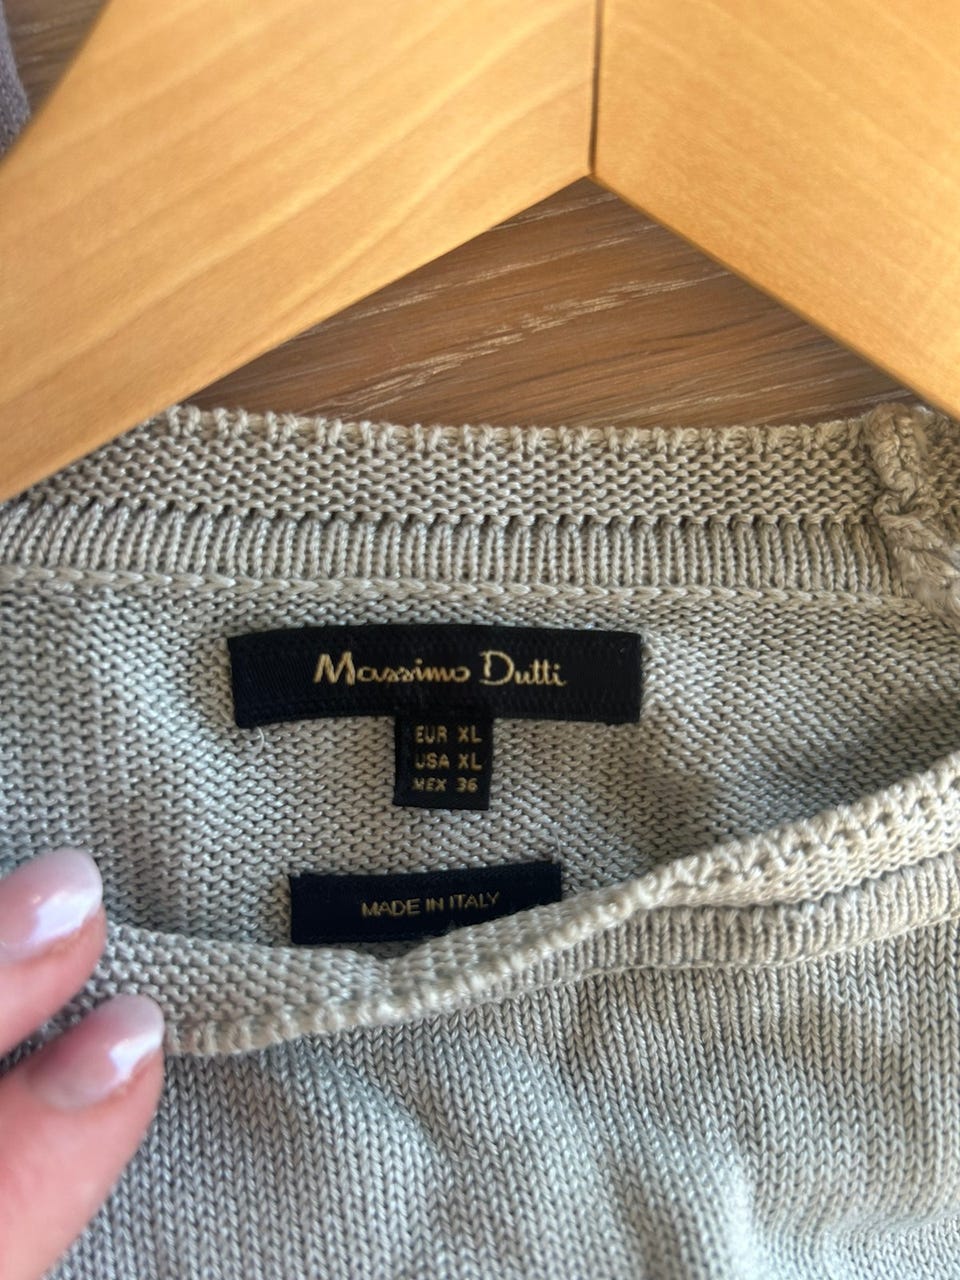 Massimo Dutti
EUR XL
USA XL
MEX 36
MADE IN ITALY